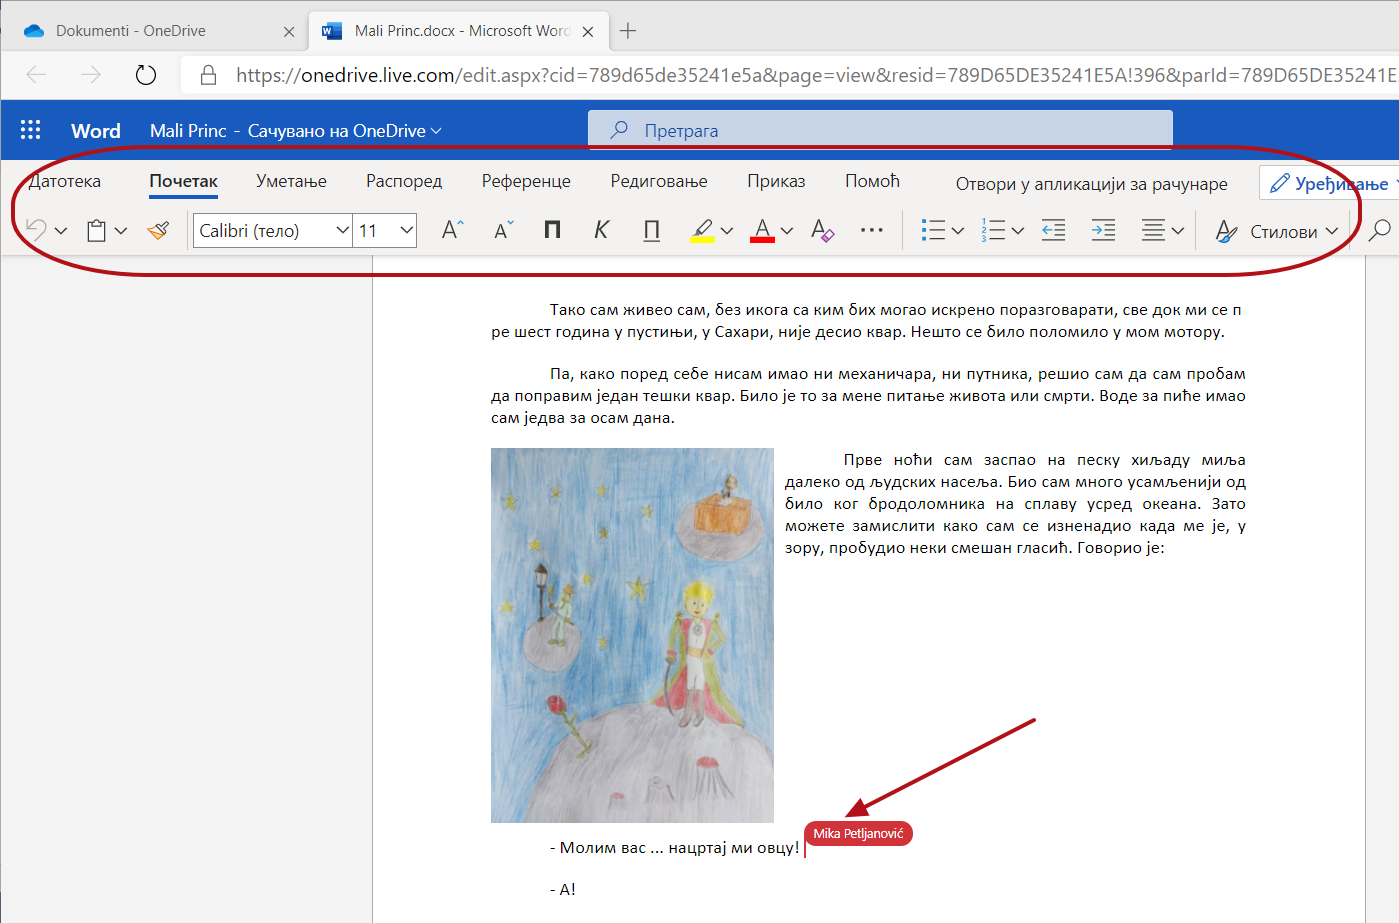 Dokumenti - OneDrive
Mali Princ.docx - Microsoft Word
https://onedrive.live.com/edit.aspx?cid=789d65de35241e5a&page=view&resid=789D65DE35241E5A!396&parId=789D65DE35241E
Word Mali Princ - Сачувано на OneDrive
Претрага
Датотека Почетак Уметање Распоред Референце Редиговање Приказ Помоћ Отвори у апликацији за рачунаре Уређивање
Calibri (тело) 11 A A П К П A A Стилови
Тако сам живео сам, без икога са ким бих могао искрено поразговарати, све док ми се п
ре шест година у пустињи, у Сахари, није десио квар. Нешто се било поломило у мом мотору.
Па, како поред себе нисам имао ни механичара, ни путника, решио сам да сам пробам
да поправим један тешки квар. Било је то за мене питање живота или смрти. Воде за пиће имао
сам једва за осам дана.
Прве ноћи сам заспао на песку хиљаду миља
далеко од људских насеља. Био сам много усамљенији од
било ког бродоломника на сплаву усред океана. Зато
можете замислити како сам се изненадио када ме је, у
зору, пробудио неки смешан гласић. Говорио је:
Mika Petljanović
- Молим вас ... нацртај ми овцу!
- А!